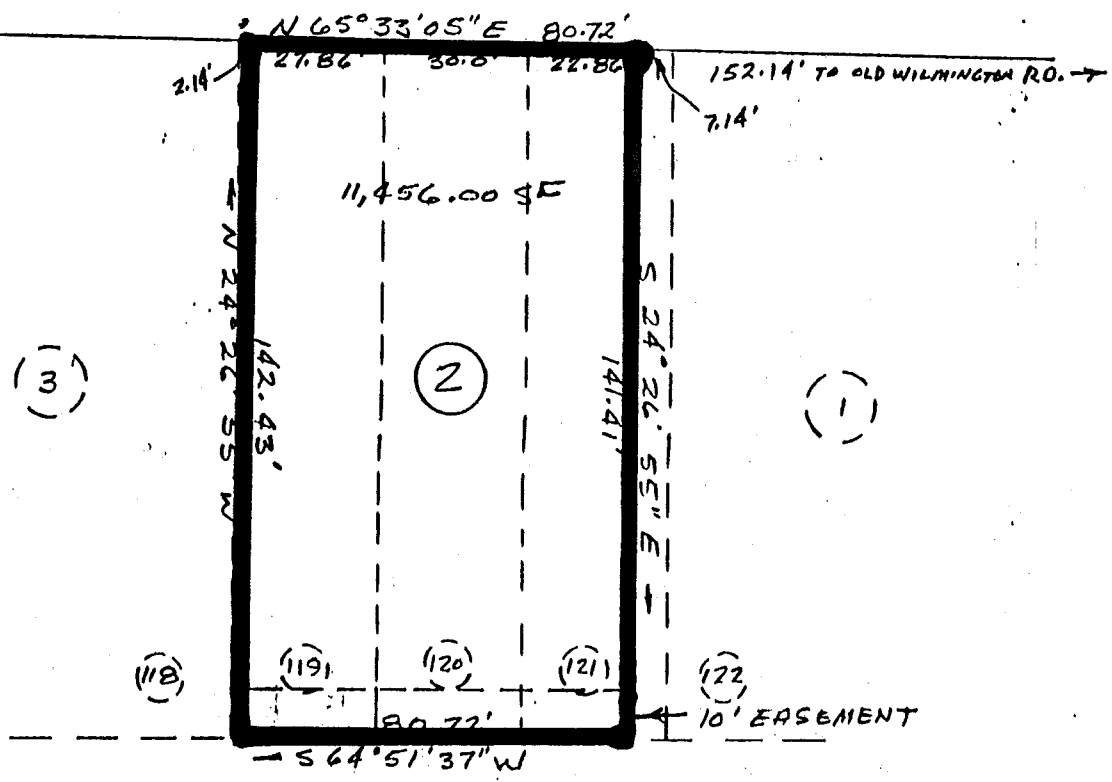 N 65°33'05"E 80.72'
27.86' 30.0' 22.86
2.14'
152.14' TO OLD WILMINGTON RD. →
7.14'
11,456.00 SF
← N 24° 26' 55" W
142.43'
S 24° 26' 55" E →
141.41'
3
2
1
118
119
120
121
122
80.72'
← 10' EASEMENT
— S 64°51'37" W